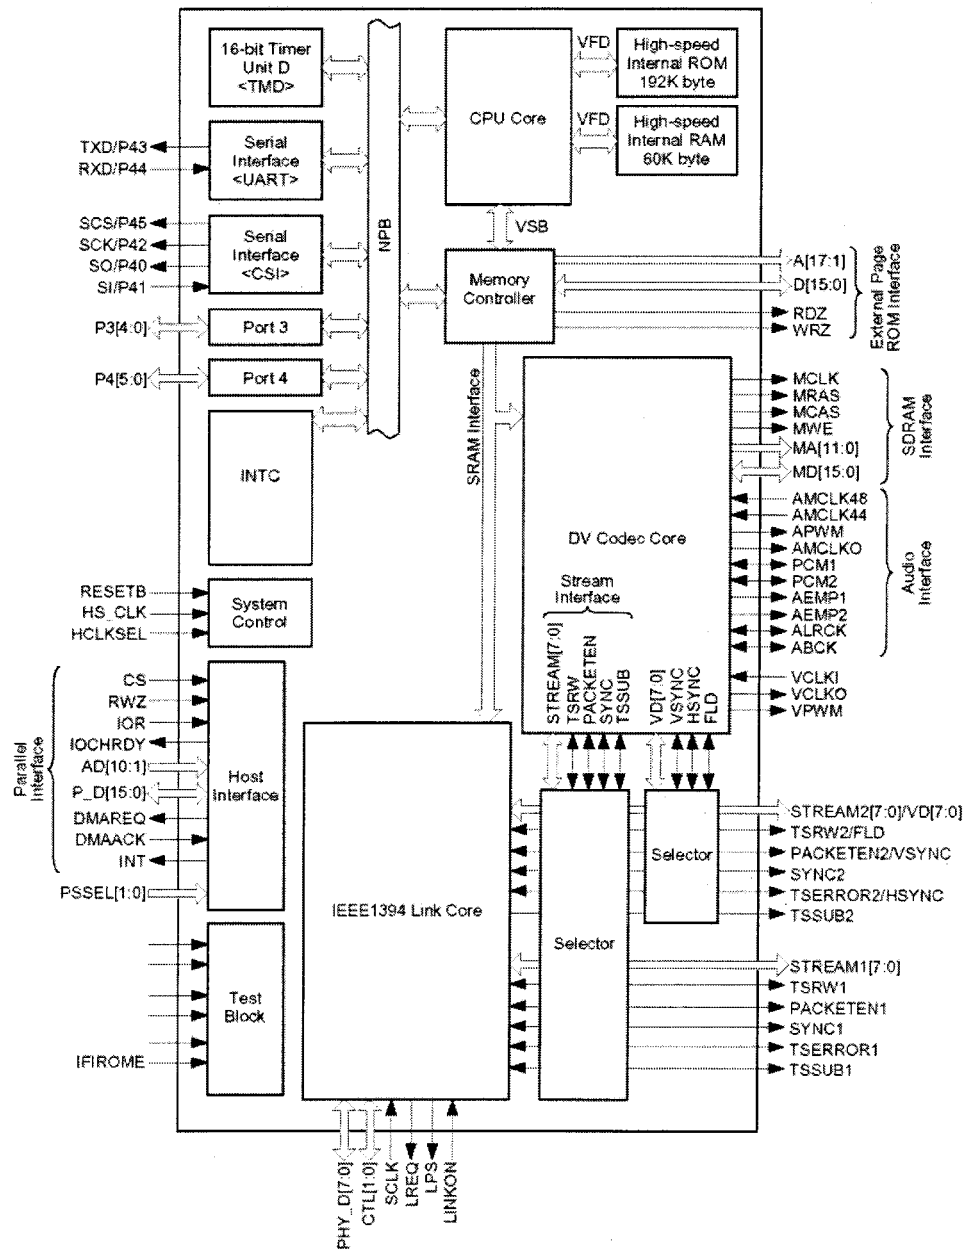 16-bit Timer
Unit D
<TMD>
TXD/P43
RXD/P44
Serial
Interface
<UART>
SCS/P45
SCK/P42
SO/P40
SI/P41
Serial
Interface
<CSI>
P3[4:0]
Port 3
P4[5:0]
Port 4
INTC
NPB
CPU Core
VFD
High-speed
Internal ROM
192K byte
VFD
High-speed
Internal RAM
60K byte
VSB
Memory
Controller
A[17:1]
D[15:0]
RDZ
WRZ
External Page
ROM Interface
SRAM Interface
DV Codec Core
MCLK
MRAS
MCAS
MWE
MA[11:0]
MD[15:0]
SDRAM
Interface
AMCLK48
AMCLK44
APWM
AMCLKO
PCM1
PCM2
AEMP1
AEMP2
ALRCK
ABCK
Audio
Interface
VCLKI
VCLKO
VPWM
Stream
Interface
STREAM[7:0]
TSRW
PACKETEN
SYNC
TSSUB
VD[7:0]
VSYNC
HSYNC
FLD
RESETB
HS_CLK
HCLKSEL
System
Control
Parallel
Interface
CS
RWZ
IOR
IOCHRDY
AD[10:1]
P_D[15:0]
DMAREQ
DMAACK
INT
PSSEL[1:0]
Host
Interface
IFIROME
Test
Block
IEEE1394 Link Core
Selector
Selector
STREAM2[7:0]/VD[7:0]
TSRW2/FLD
PACKETEN2/VSYNC
SYNC2
TSERROR2/HSYNC
TSSUB2
STREAM1[7:0]
TSRW1
PACKETEN1
SYNC1
TSERROR1
TSSUB1
PHY_D[7:0]
CTL[1:0]
SCLK
LREQ
LPS
LINKON